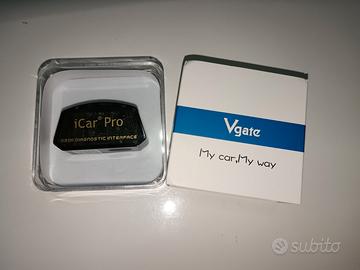 iCar® Pro
OBDII DIAGNOSTIC INTERFACE
Vgate
My car,My way
subito